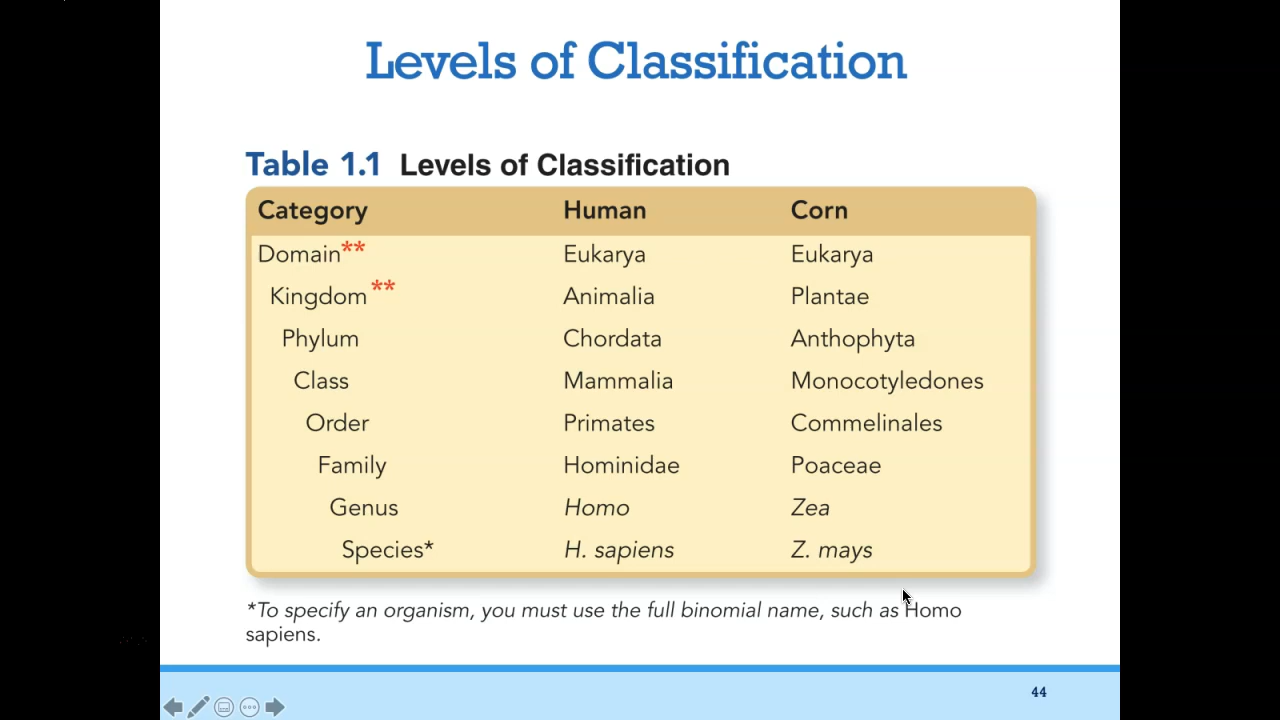 Levels of Classification
Table 1.1 Levels of Classification
Category Human Corn
Domain** Eukarya Eukarya
Kingdom ** Animalia Plantae
Phylum Chordata Anthophyta
Class Mammalia Monocotyledones
Order Primates Commelinales
Family Hominidae Poaceae
Genus Homo Zea
Species* H. sapiens Z. mays
*To specify an organism, you must use the full binomial name, such as Homo
sapiens.
44